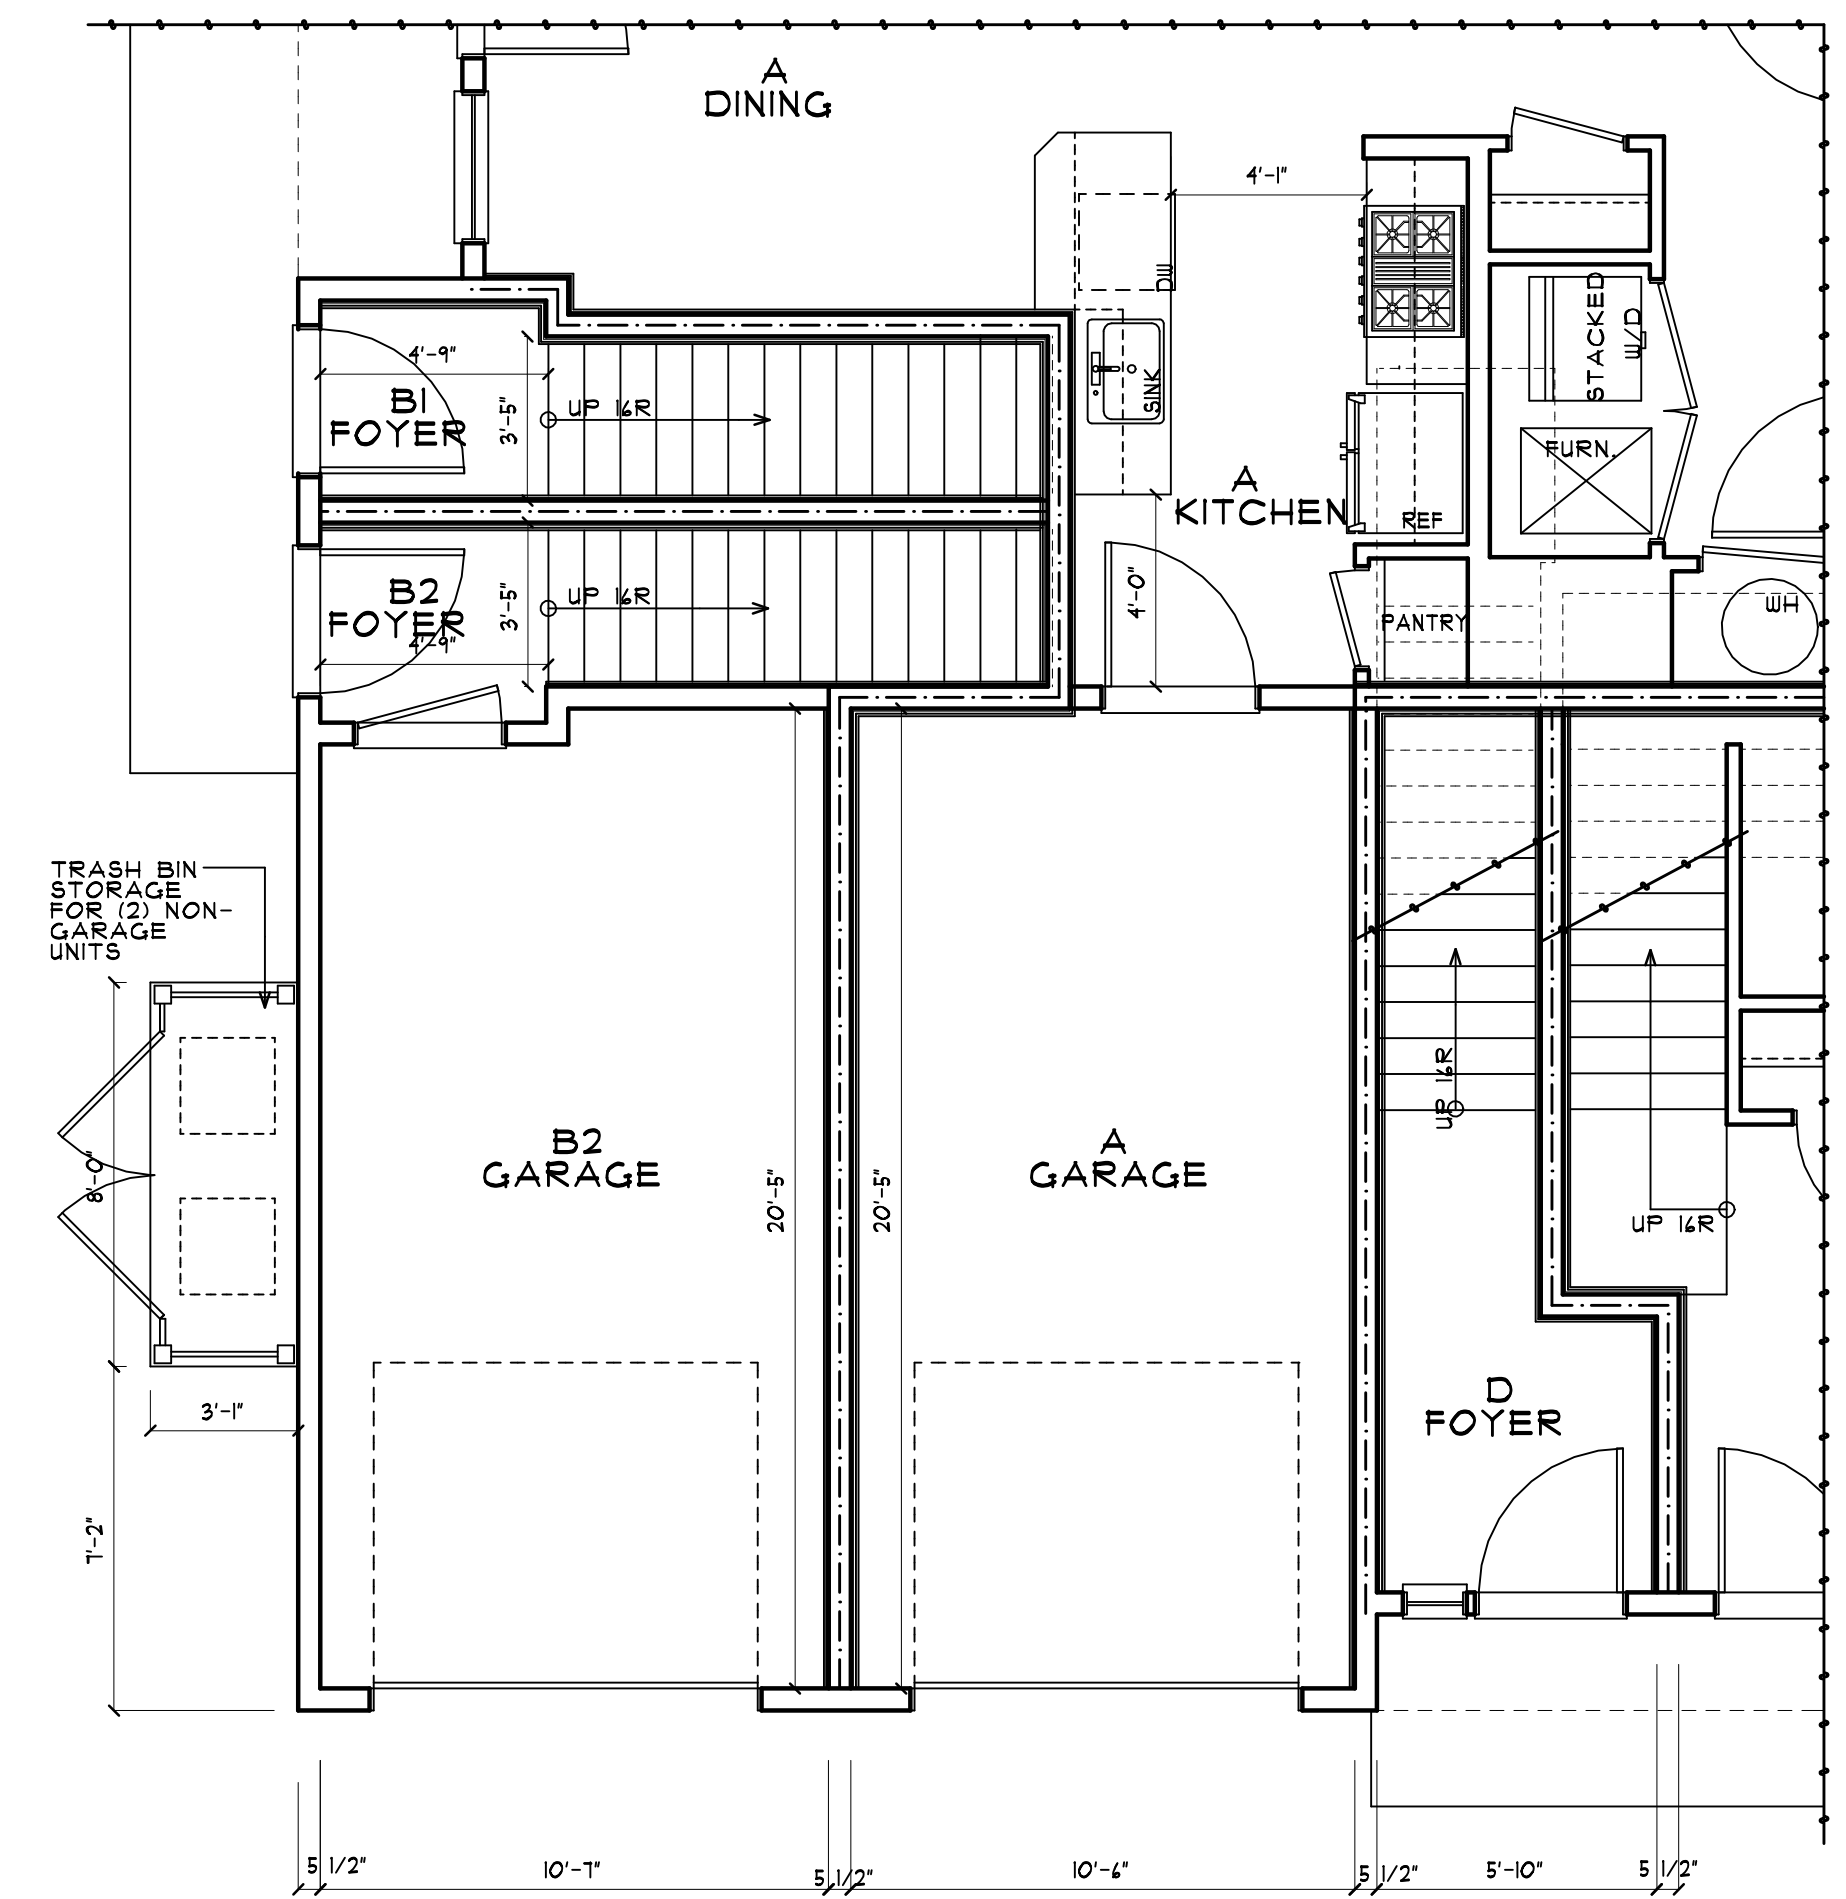 A
DINING
4'-1"
DW
STACKED
W/D
4'-9"
B1
FOYER
3'-5"
UP 16R
SINK
FURN.
A
KITCHEN
REF
B2
FOYER
4'-9"
3'-5"
UP 16R
4'-0"
PANTRY
WH
TRASH BIN
STORAGE
FOR (2) NON-
GARAGE
UNITS
UP 16R
8'-0"
B2
GARAGE
20'-5"
20'-5"
A
GARAGE
UP 16R
3'-1"
D
FOYER
7'-2"
5 1/2"
10'-7"
5 1/2"
10'-6"
5 1/2"
5'-10"
5 1/2"